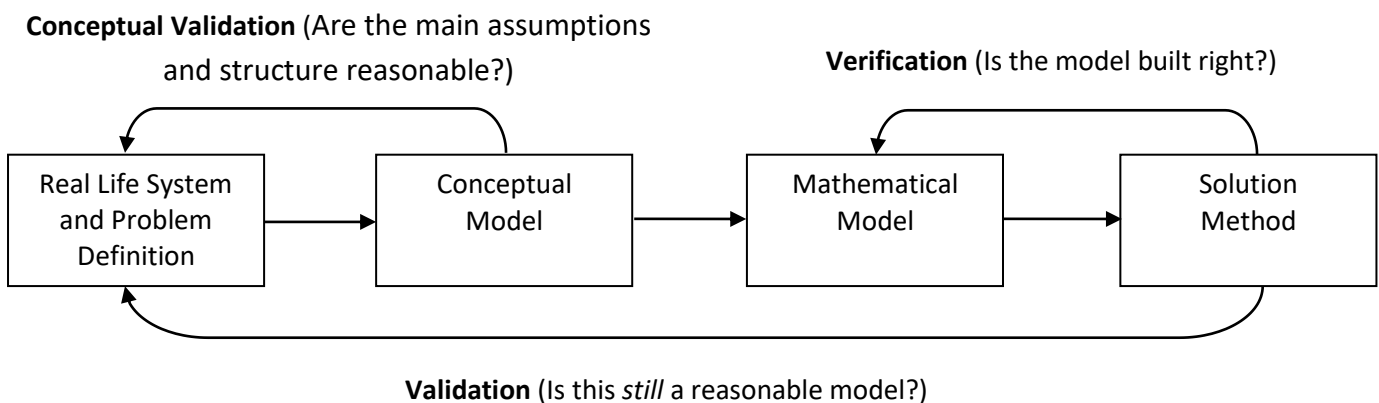 Conceptual Validation (Are the main assumptions
and structure reasonable?)
Verification (Is the model built right?)
Real Life System
and Problem
Definition
Conceptual
Model
Mathematical
Model
Solution
Method
Validation (Is this still a reasonable model?)